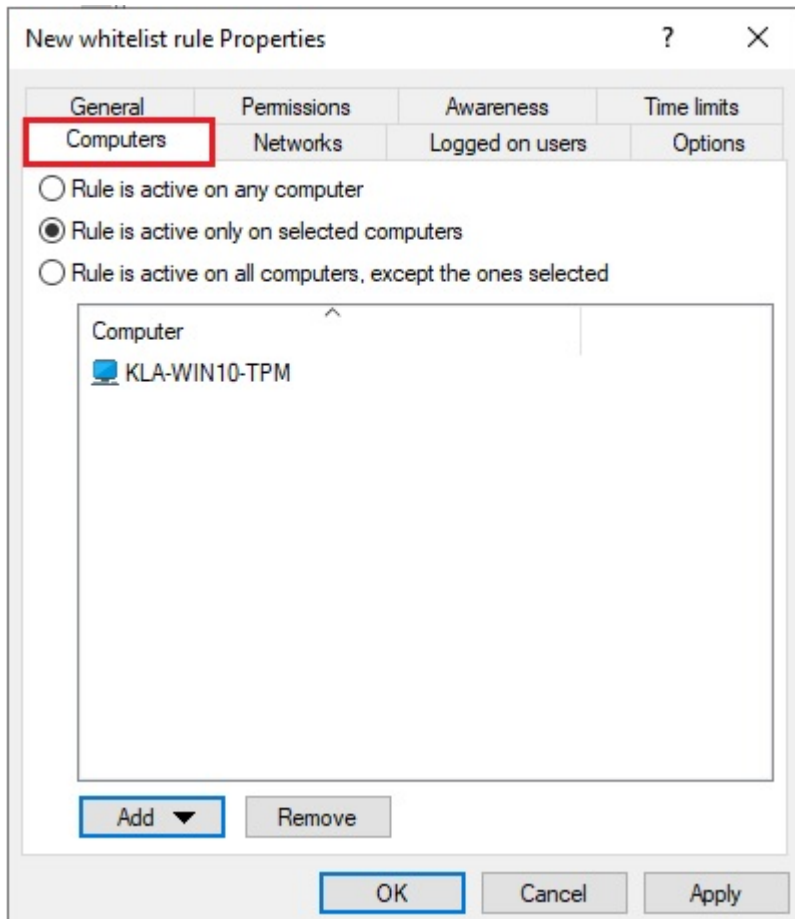 New whitelist rule Properties ? X
General Permissions Awareness Time limits
Computers Networks Logged on users Options
Rule is active on any computer
Rule is active only on selected computers
Rule is active on all computers, except the ones selected
Computer
KLA-WIN10-TPM
Add Remove
OK Cancel Apply